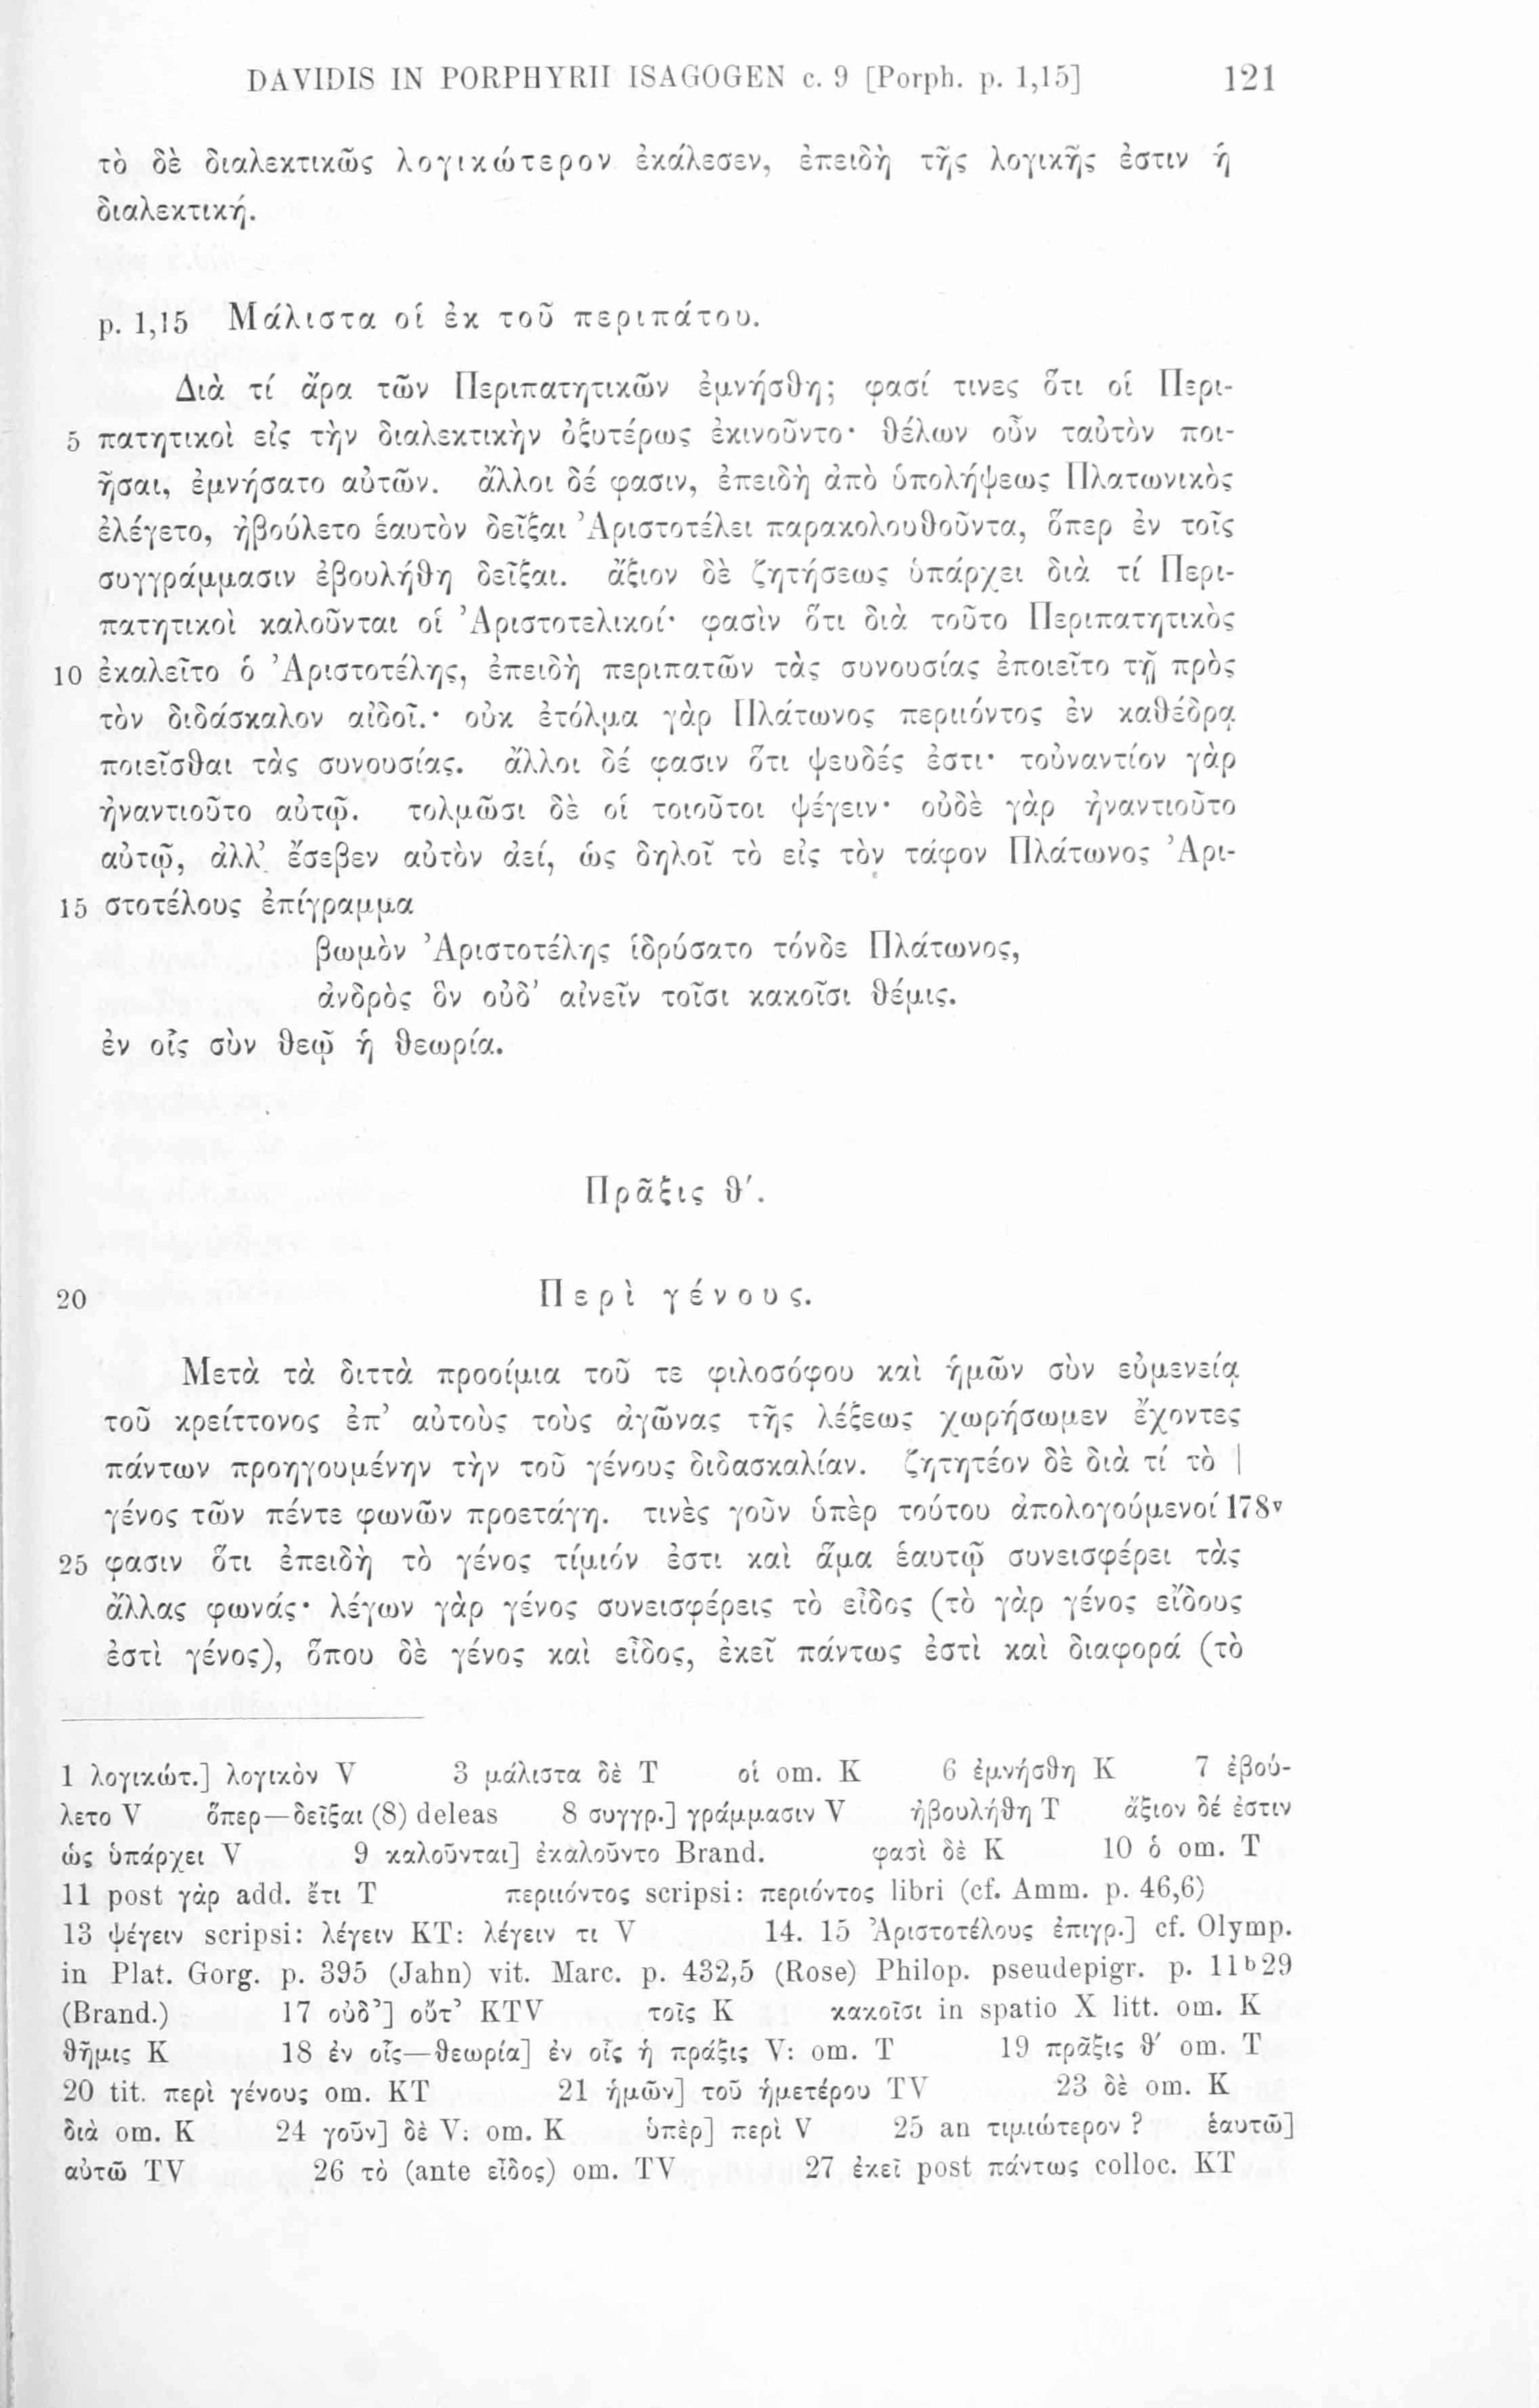 DAVIDIS IN PORPHYRII ISAGOGEN c. 9 [Porph. p. 1,15] 121
τὸ δὲ διαλεκτικῶς λογικώτερον ἐκάλεσεν, ἐπειδὴ τῆς λογικῆς ἐστιν ἡ
διαλεκτική.
p. 1,15 Μάλιστα οἱ ἐκ τοῦ περιπάτου.
Διὰ τί ἄρα τῶν Περιπατητικῶν ἐμνήσθη; φασί τινες ὅτι οἱ Περι-
5 πατητικοὶ εἰς τὴν διαλεκτικὴν ὀξυτέρως ἐκινοῦντο· θέλων οὖν ταὐτὸν ποι-
ῆσαι, ἐμνήσατο αὐτῶν. ἄλλοι δέ φασιν, ἐπειδὴ ἀπὸ ὑπολήψεως Πλατωνικὸς
ἐλέγετο, ἠβούλετο ἑαυτὸν δεῖξαι Ἀριστοτέλει παρακολουθοῦντα, ὅπερ ἐν τοῖς
συγγράμμασιν ἐβουλήθη δεῖξαι. ἄξιον δὲ ζητήσεως ὑπάρχει διὰ τί Περι-
πατητικοὶ καλοῦνται οἱ Ἀριστοτελικοί· φασὶν ὅτι διὰ τοῦτο Περιπατητικὸς
10 ἐκαλεῖτο ὁ Ἀριστοτέλης, ἐπειδὴ περιπατῶν τὰς συνουσίας ἐποιεῖτο τῇ πρὸς
τὸν διδάσκαλον αἰδοῖ.· οὐκ ἐτόλμα γὰρ Πλάτωνος περιιόντος ἐν καθέδρᾳ
ποιεῖσθαι τὰς συνουσίας. ἄλλοι δέ φασιν ὅτι ψευδές ἐστι· τοὐναντίον γὰρ
ἠναντιοῦτο αὐτῷ. τολμῶσι δὲ οἱ τοιοῦτοι ψέγειν· οὐδὲ γὰρ ἠναντιοῦτο
αὐτῷ, ἀλλ’ ἔσεβεν αὐτὸν ἀεί, ὡς δηλοῖ τὸ εἰς τὸν τάφον Πλάτωνος Ἀρι-
15 στοτέλους ἐπίγραμμα
βωμὸν Ἀριστοτέλης ἱδρύσατο τόνδε Πλάτωνος,
ἀνδρὸς ὃν οὐδ’ αἰνεῖν τοῖσι κακοῖσι θέμις.
ἐν οἷς σὺν θεῷ ἡ θεωρία.
Πρᾶξις θ'.
20 Περὶ γένους.
Μετὰ τὰ διττὰ προοίμια τοῦ τε φιλοσόφου καὶ ἡμῶν σὺν εὐμενείᾳ
τοῦ κρείττονος ἐπ’ αὐτοὺς τοὺς ἀγῶνας τῆς λέξεως χωρήσωμεν ἔχοντες
πάντων προηγουμένην τὴν τοῦ γένους διδασκαλίαν. ζητητέον δὲ διὰ τί τὸ |
γένος τῶν πέντε φωνῶν προετάγη. τινὲς γοῦν ὑπὲρ τούτου ἀπολογούμενοί 178v
25 φασιν ὅτι ἐπειδὴ τὸ γένος τίμιόν ἐστι καὶ ἅμα ἑαυτῷ συνεισφέρει τὰς
ἄλλας φωνάς· λέγων γὰρ γένος συνεισφέρεις τὸ εἶδος (τὸ γὰρ γένος εἴδους
ἐστὶ γένος), ὅπου δὲ γένος καὶ εἶδος, ἐκεῖ πάντως ἐστὶ καὶ διαφορά (τὸ
1 λογικώτ.] λογικὸν V 3 μάλιστα δὲ T οἱ om. K 6 ἐμνήσθη K 7 ἐβού-
λετο V ὅπερ—δεῖξαι (8) deleas 8 συγγρ.] γράμμασιν V ἠβουλήθη T ἄξιον δέ ἐστιν
ὡς ὑπάρχει V 9 καλοῦνται] ἐκαλοῦντο Brand. φασὶ δὲ K 10 ὁ om. T
11 post γὰρ add. ἔτι T περιιόντος scripsi: περιόντος libri (cf. Amm. p. 46,6)
13 ψέγειν scripsi: λέγειν KT: λέγειν τι V 14. 15 Ἀριστοτέλους ἐπιγρ.] cf. Olymp.
in Plat. Gorg. p. 395 (Jahn) vit. Marc. p. 432,5 (Rose) Philop. pseudepigr. p. 11b29
(Brand.) 17 οὐδ’] οὔτ’ KTV τοῖς K κακοῖσι in spatio X litt. om. K
θῆμις K 18 ἐν οἷς—θεωρία] ἐν οἷς ἡ πράξις V: om. T 19 πρᾶξις θ' om. T
20 tit. περὶ γένους om. KT 21 ἡμῶν] τοῦ ἡμετέρου TV 23 δὲ om. K
διὰ om. K 24 γοῦν] δὲ V: om. K ὑπὲρ] περὶ V 25 an τιμιώτερον ? ἑαυτῶ]
αὐτῶ TV 26 τὸ (ante εἶδος) om. TV 27 ἐκεῖ post πάντως colloc. KT